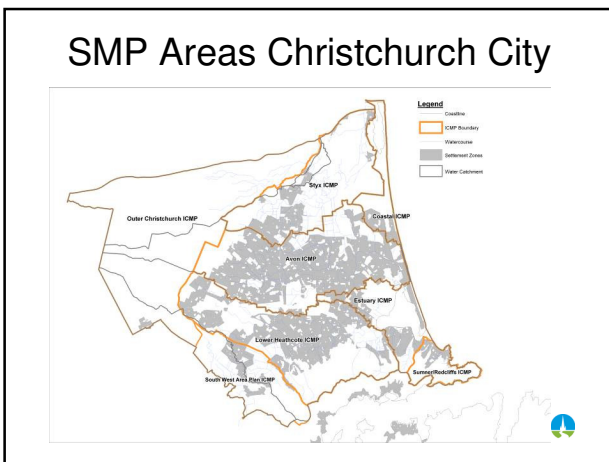 SMP Areas Christchurch City
Legend
Coastline
ICMP Boundary
Watercourse
Settlement Zones
Water Catchment
Styx ICMP
Outer Christchurch ICMP
Coastal ICMP
Avon ICMP
Estuary ICMP
Lower Heathcote ICMP
Sumner/Redcliffs ICMP
South West Area Plan ICMP